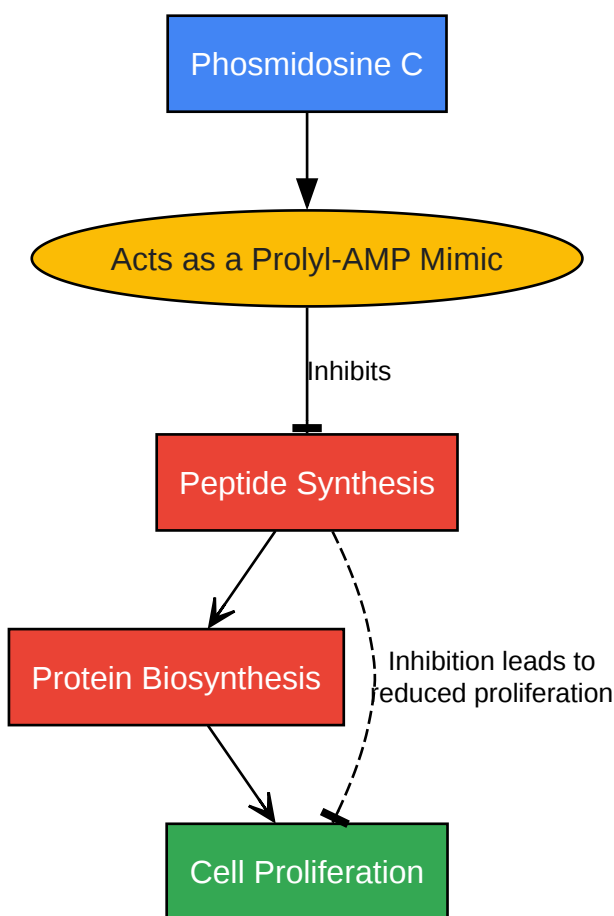 Phosmidosine C
Acts as a Prolyl-AMP Mimic
Inhibits
Peptide Synthesis
Inhibition leads to
reduced proliferation
Protein Biosynthesis
Cell Proliferation